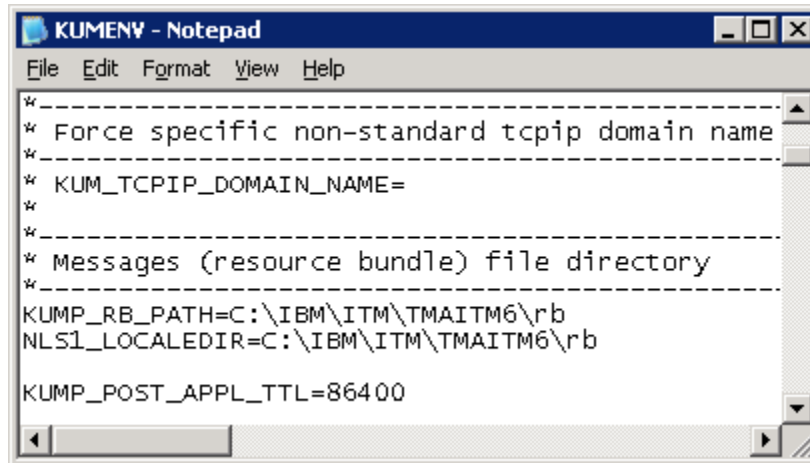 KUMENV - Notepad
File Edit Format View Help
*-----------------------------------------------
* Force specific non-standard tcpip domain name
*-----------------------------------------------
* KUM_TCPIP_DOMAIN_NAME=
*
*-----------------------------------------------
* Messages (resource bundle) file directory
*-----------------------------------------------
KUMP_RB_PATH=C:\IBM\ITM\TMAITM6\rb
NLS1_LOCALEDIR=C:\IBM\ITM\TMAITM6\rb
KUMP_POST_APPL_TTL=86400